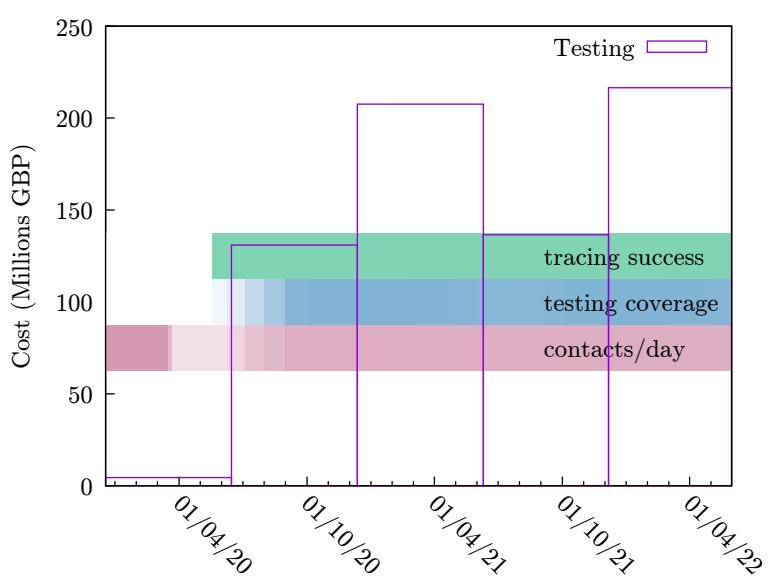 Testing
Cost (Millions GBP)
250
200
150
100
50
0
tracing success
testing coverage
contacts/day
01/04/20
01/10/20
01/04/21
01/10/21
01/04/22